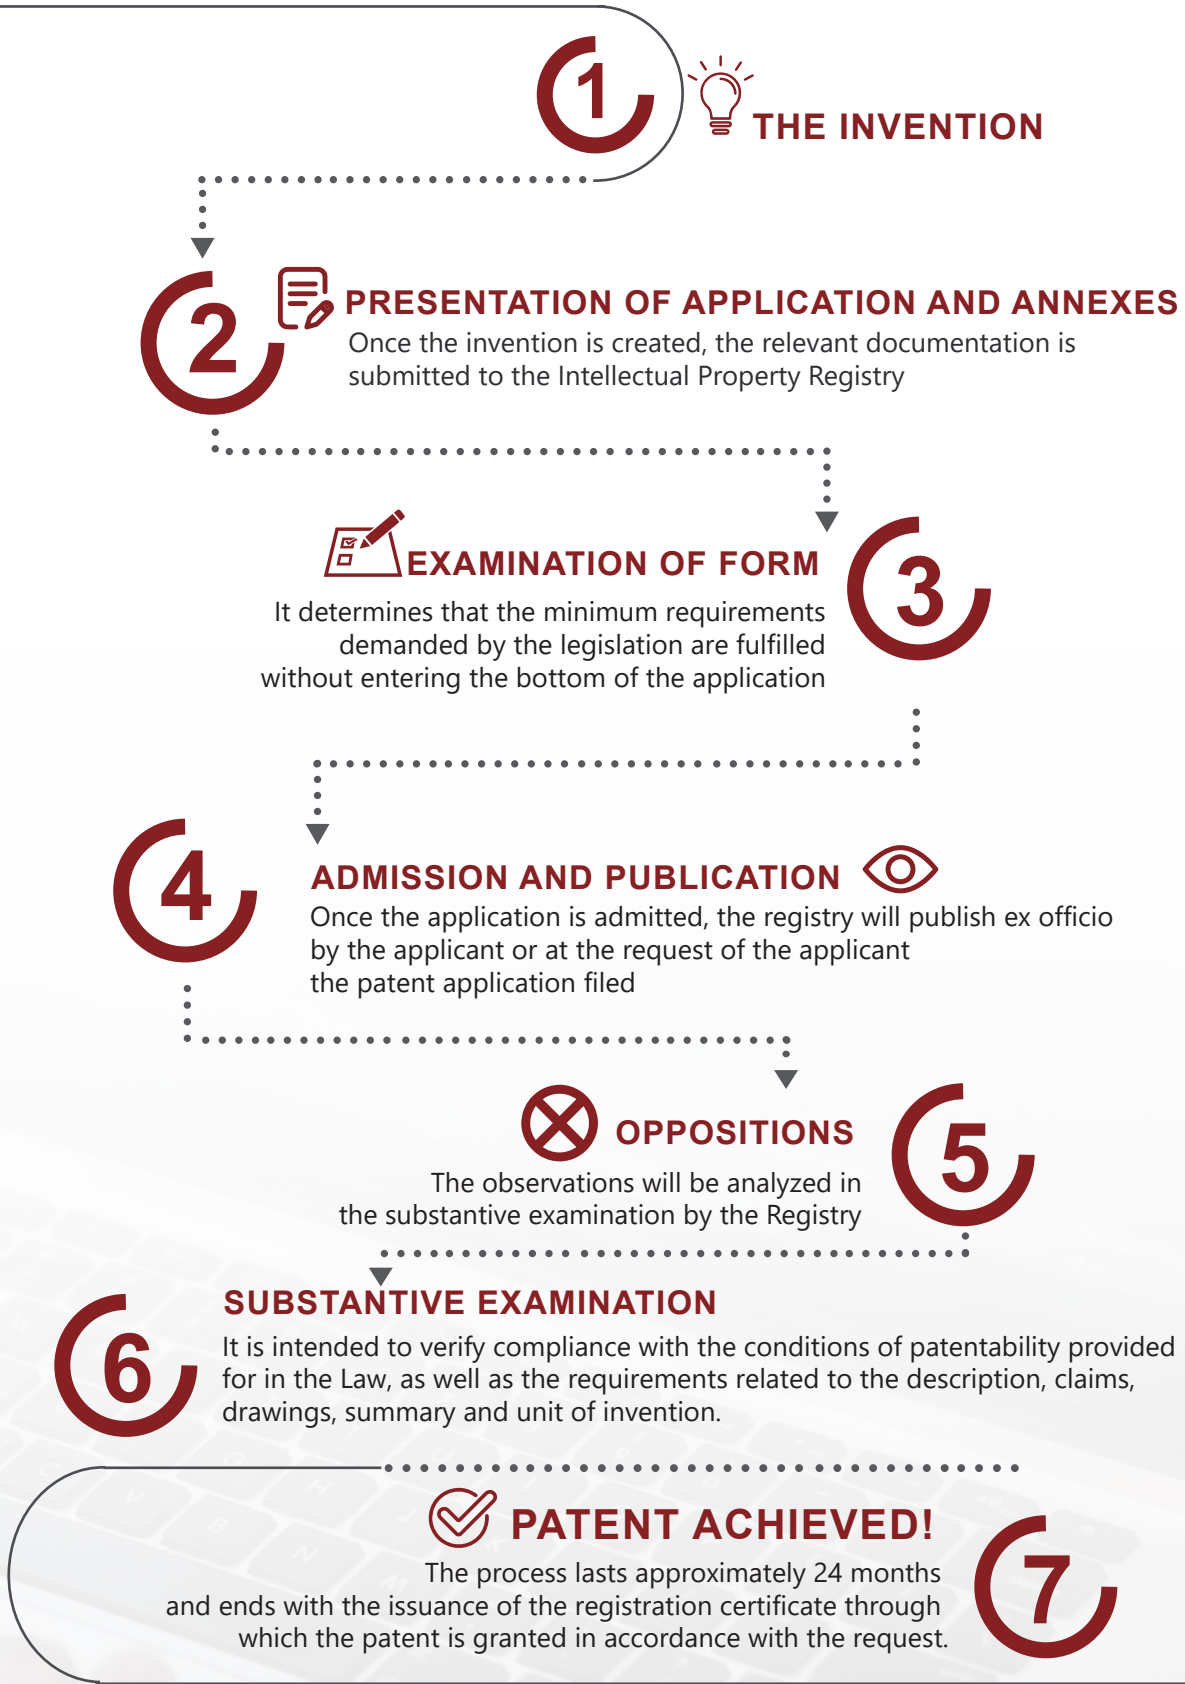 1
THE INVENTION
2
PRESENTATION OF APPLICATION AND ANNEXES
Once the invention is created, the relevant documentation is
submitted to the Intellectual Property Registry
EXAMINATION OF FORM
3
It determines that the minimum requirements
demanded by the legislation are fulfilled
without entering the bottom of the application
4
ADMISSION AND PUBLICATION
Once the application is admitted, the registry will publish ex officio
by the applicant or at the request of the applicant
the patent application filed
OPPOSITIONS
5
The observations will be analyzed in
the substantive examination by the Registry
SUBSTANTIVE EXAMINATION
6
It is intended to verify compliance with the conditions of patentability provided
for in the Law, as well as the requirements related to the description, claims,
drawings, summary and unit of invention.
PATENT ACHIEVED!
7
The process lasts approximately 24 months
and ends with the issuance of the registration certificate through
which the patent is granted in accordance with the request.